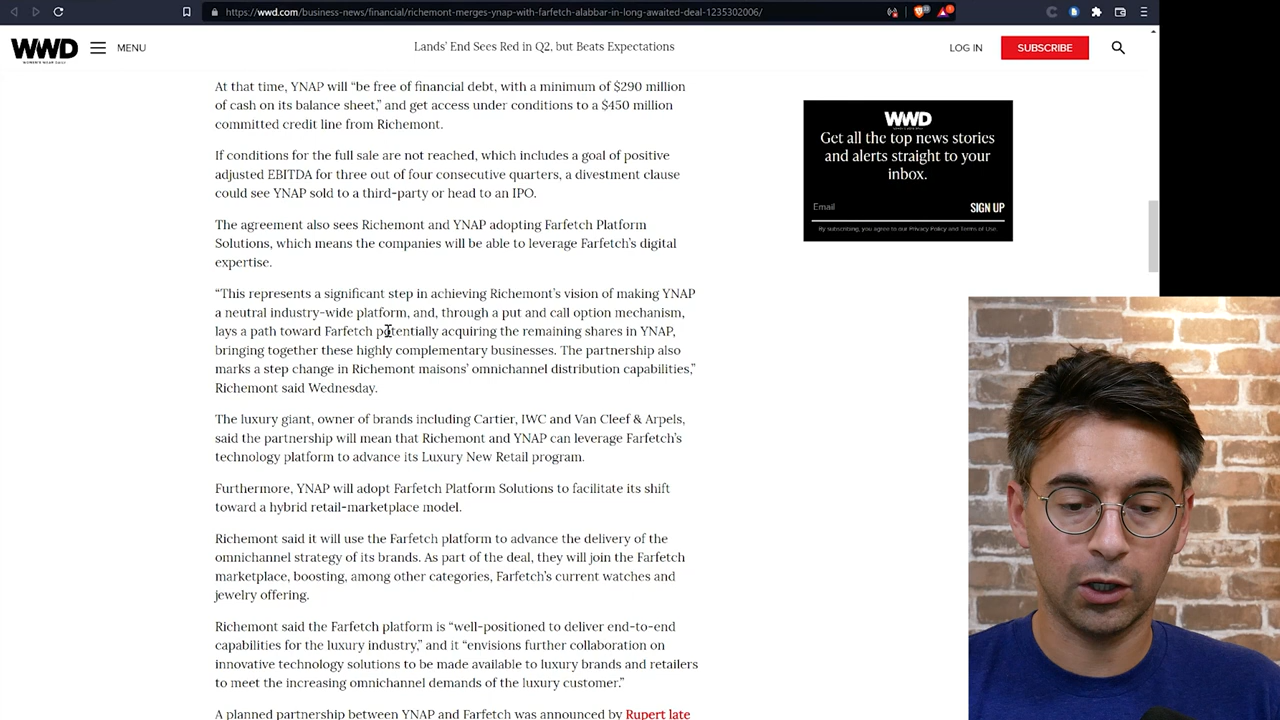 https://wwd.com/business-news/financial/richemont-merges-ynap-with-farfetch-alabbar-in-long-awaited-deal-1235302006/
WWD
WOMEN'S WEAR DAILY
MENU
Lands' End Sees Red in Q2, but Beats Expectations
LOG IN
SUBSCRIBE
At that time, YNAP will “be free of financial debt, with a minimum of $290 million
of cash on its balance sheet,” and get access under conditions to a $450 million
committed credit line from Richemont.
If conditions for the full sale are not reached, which includes a goal of positive
adjusted EBITDA for three out of four consecutive quarters, a divestment clause
could see YNAP sold to a third-party or head to an IPO.
The agreement also sees Richemont and YNAP adopting Farfetch Platform
Solutions, which means the companies will be able to leverage Farfetch’s digital
expertise.
“This represents a significant step in achieving Richemont’s vision of making YNAP
a neutral industry-wide platform, and, through a put and call option mechanism,
lays a path toward Farfetch potentially acquiring the remaining shares in YNAP,
bringing together these highly complementary businesses. The partnership also
marks a step change in Richemont maisons’ omnichannel distribution capabilities,”
Richemont said Wednesday.
The luxury giant, owner of brands including Cartier, IWC and Van Cleef & Arpels,
said the partnership will mean that Richemont and YNAP can leverage Farfetch’s
technology platform to advance its Luxury New Retail program.
Furthermore, YNAP will adopt Farfetch Platform Solutions to facilitate its shift
toward a hybrid retail-marketplace model.
Richemont said it will use the Farfetch platform to advance the delivery of the
omnichannel strategy of its brands. As part of the deal, they will join the Farfetch
marketplace, boosting, among other categories, Farfetch’s current watches and
jewelry offering.
Richemont said the Farfetch platform is “well-positioned to deliver end-to-end
capabilities for the luxury industry,” and it “envisions further collaboration on
innovative technology solutions to be made available to luxury brands and retailers
to meet the increasing omnichannel demands of the luxury customer.”
A planned partnership between YNAP and Farfetch was announced by Rupert late
WWD
Get all the top news stories
and alerts straight to your
inbox.
Email
SIGN UP
By subscribing, you agree to our Privacy Policy and Terms of Use.